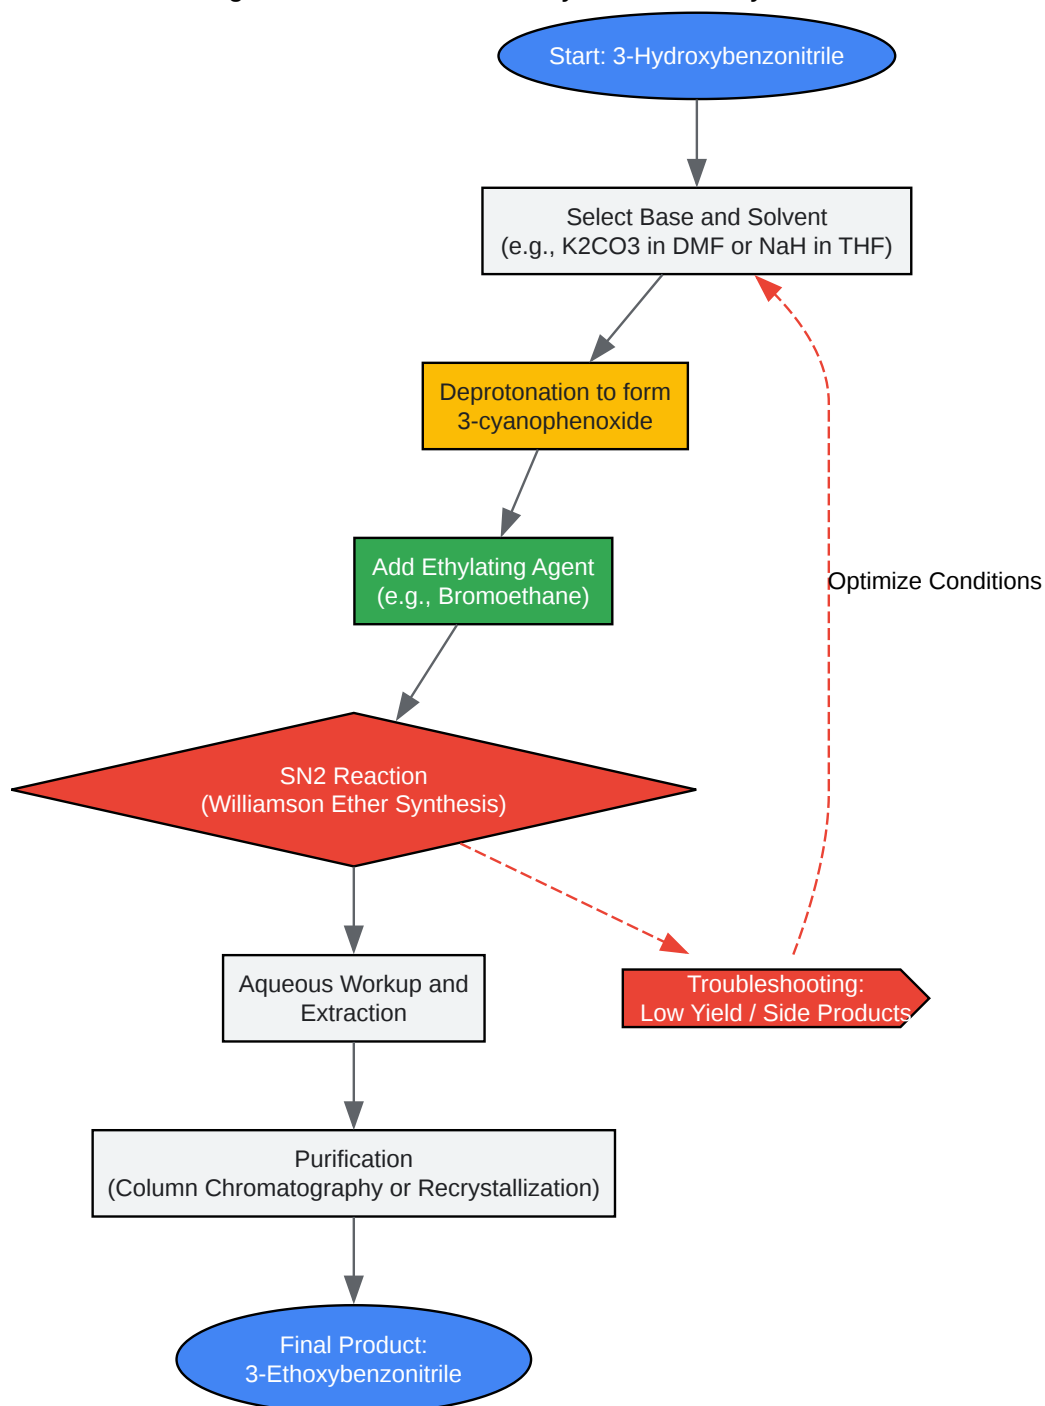 Start: 3-Hydroxybenzonitrile
Select Base and Solvent
(e.g., K2CO3 in DMF or NaH in THF)
Deprotonation to form
3-cyanophenoxide
Add Ethylating Agent
(e.g., Bromoethane)
Optimize Conditions
SN2 Reaction
(Williamson Ether Synthesis)
Aqueous Workup and
Extraction
Troubleshooting:
Low Yield / Side Products
Purification
(Column Chromatography or Recrystallization)
Final Product:
3-Ethoxybenzonitrile